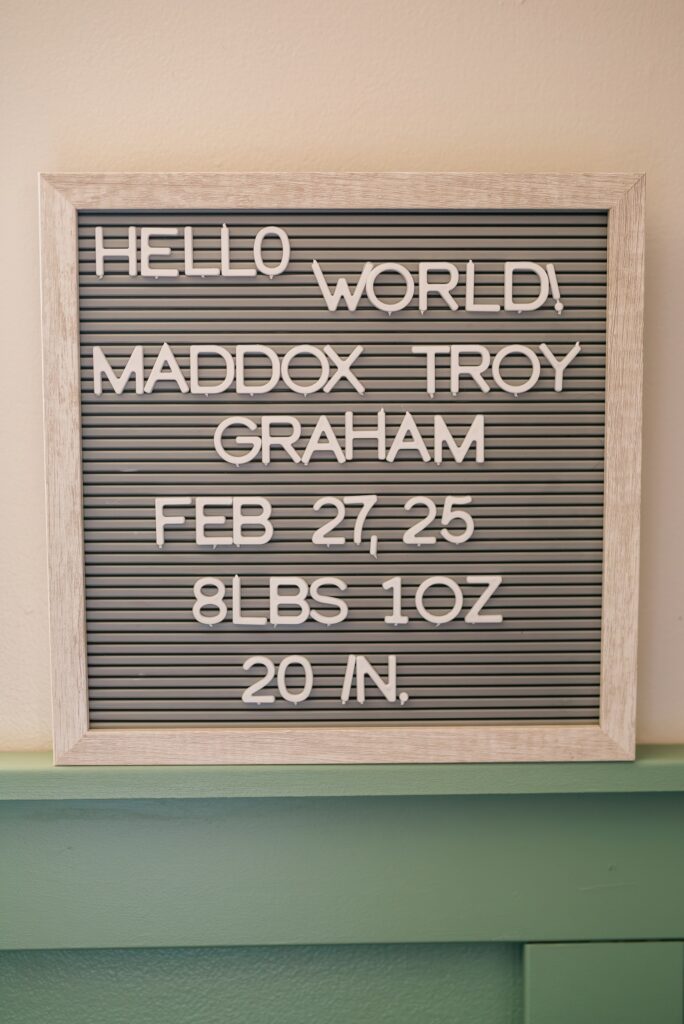 HELLO WORLD!
MADDOX TROY
GRAHAM
FEB 27, 25
8LBS 1OZ
20 IN.